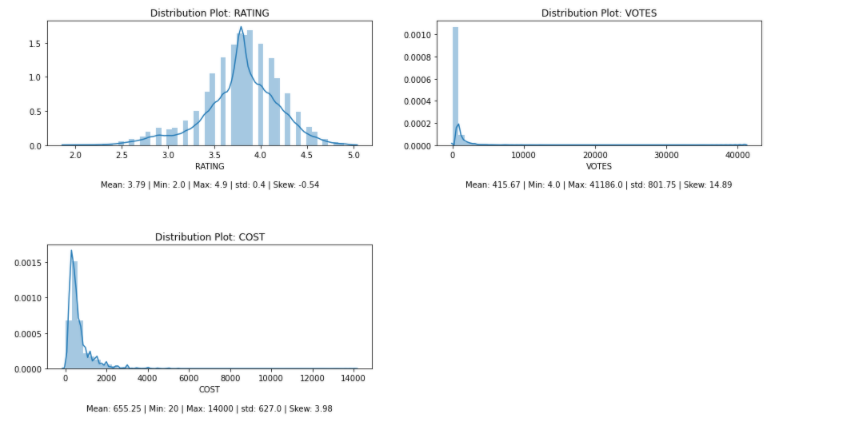 Distribution Plot: RATING
1.5
1.0
0.5
0.0
2.0 2.5 3.0 3.5 4.0 4.5 5.0
RATING
Mean: 3.79 | Min: 2.0 | Max: 4.9 | std: 0.4 | Skew: -0.54
Distribution Plot: VOTES
0.0010
0.0008
0.0006
0.0004
0.0002
0.0000
0 10000 20000 30000 40000
VOTES
Mean: 415.67 | Min: 4.0 | Max: 41186.0 | std: 801.75 | Skew: 14.89
Distribution Plot: COST
0.0015
0.0010
0.0005
0.0000
0 2000 4000 6000 8000 10000 12000 14000
COST
Mean: 655.25 | Min: 20 | Max: 14000 | std: 627.0 | Skew: 3.98